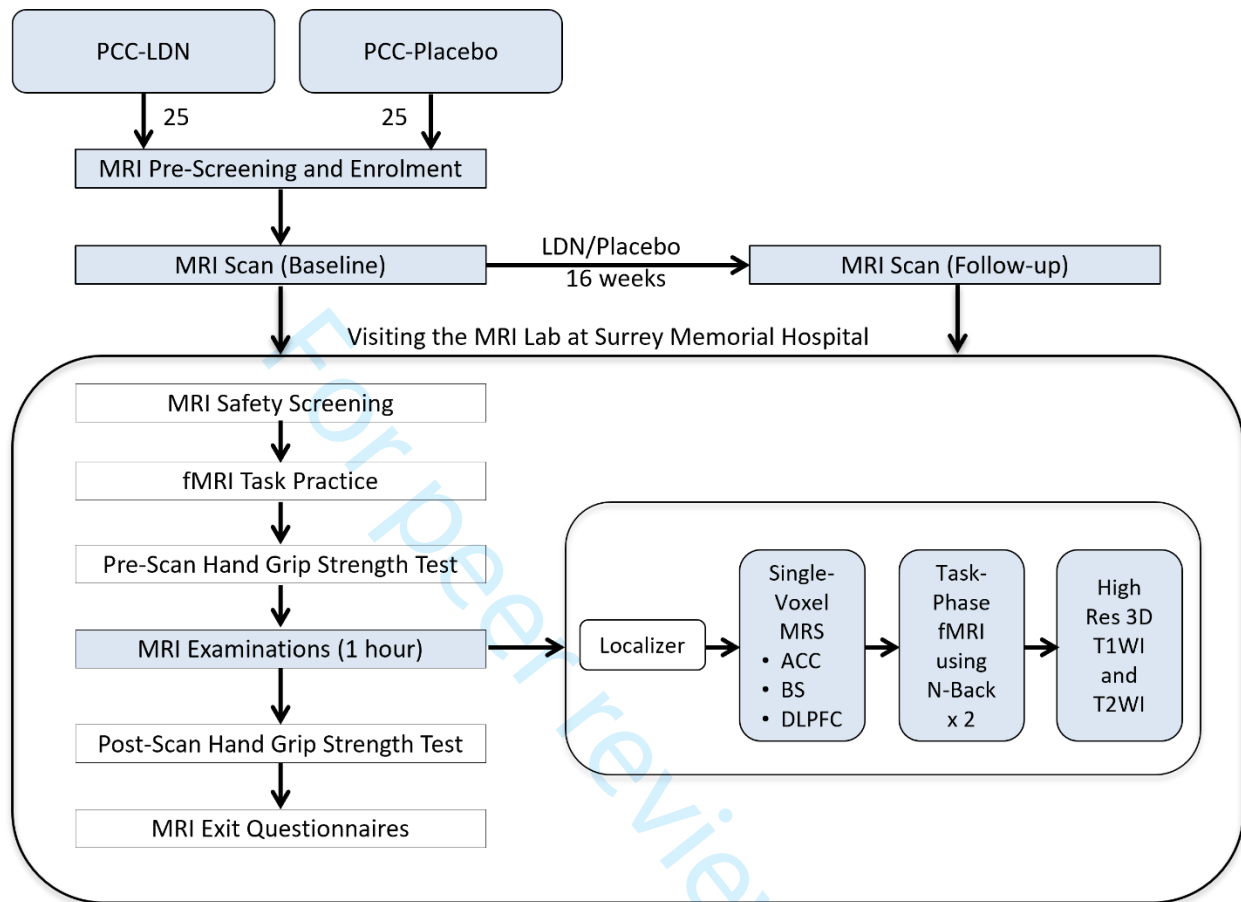 PCC-LDN
PCC-Placebo
25
25
MRI Pre-Screening and Enrolment
MRI Scan (Baseline)
LDN/Placebo
16 weeks
MRI Scan (Follow-up)
Visiting the MRI Lab at Surrey Memorial Hospital
MRI Safety Screening
fMRI Task Practice
Pre-Scan Hand Grip Strength Test
MRI Examinations (1 hour)
Post-Scan Hand Grip Strength Test
MRI Exit Questionnaires
Localizer
Single-
Voxel
MRS
• ACC
• BS
• DLPFC
Task-
Phase
fMRI
using
N-Back
x 2
High
Res 3D
T1WI
and
T2WI
For peer review